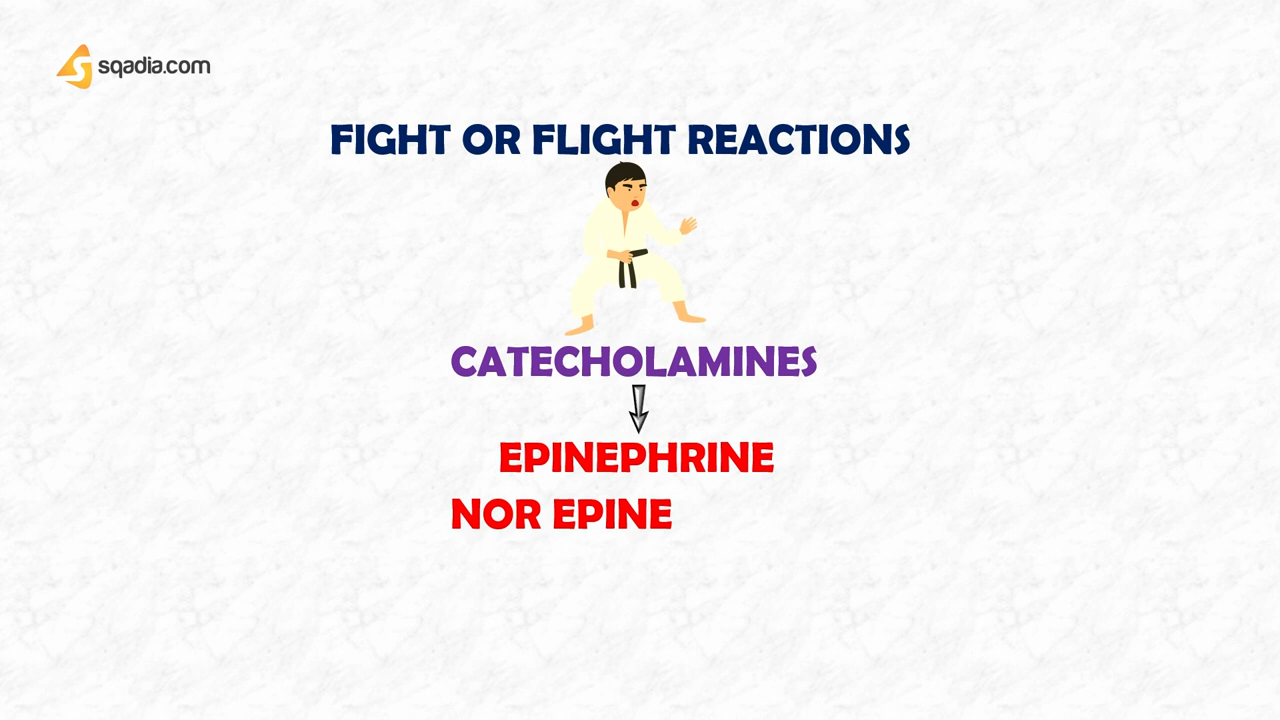 sqadia.com
FIGHT OR FLIGHT REACTIONS
CATECHOLAMINES
EPINEPHRINE
NOR EPINE